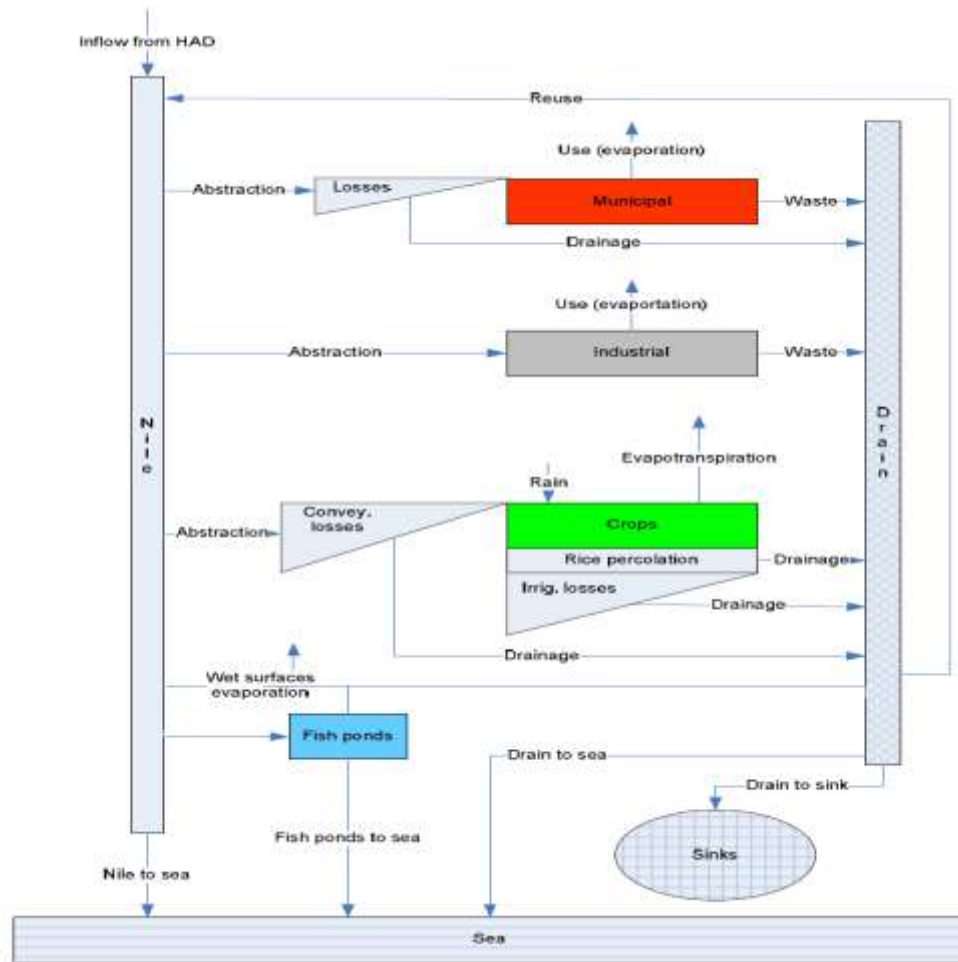 Inflow from HAD
Reuse
Use (evaporation)
Losses
Abstraction
Municipal
Waste
Drainage
Use (evaportation)
Abstraction
Industrial
Waste
Nile
Drain
Evapotranspiration
Rain
Convey.
losses
Abstraction
Crops
Rice percolation
Drainage
Irrig. losses
Drainage
Drainage
Wet surfaces
evaporation
Fish ponds
Drain to sea
Drain to sink
Fish ponds to sea
Sinks
Nile to sea
Sea